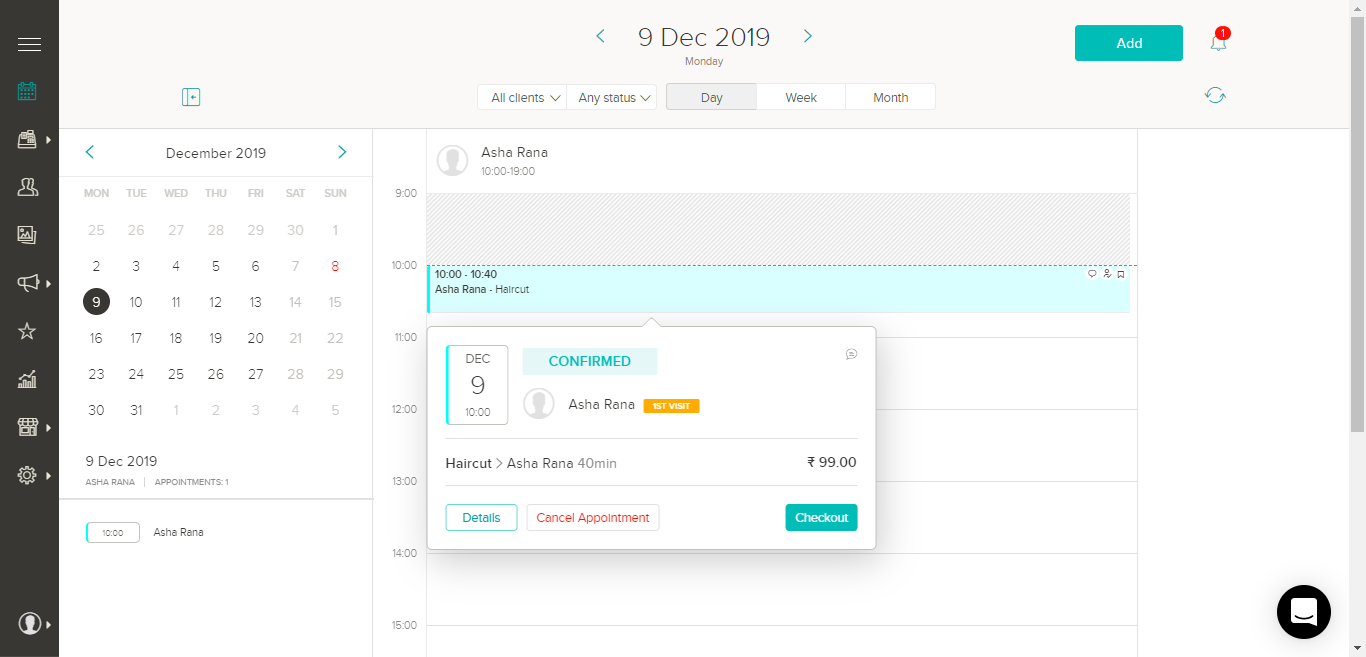 9 Dec 2019
Monday
Add
1
All clients
Any status
Day
Week
Month
December 2019
MON TUE WED THU FRI SAT SUN
25 26 27 28 29 30 1
2 3 4 5 6 7 8
9 10 11 12 13 14 15
16 17 18 19 20 21 22
23 24 25 26 27 28 29
30 31 1 2 3 4 5
9 Dec 2019
ASHA RANA APPOINTMENTS: 1
10:00 Asha Rana
Asha Rana
10:00-19:00
9:00
10:00
10:00 - 10:40
Asha Rana - Haircut
11:00
12:00
13:00
14:00
15:00
DEC
9
10:00
CONFIRMED
Asha Rana 1ST VISIT
Haircut > Asha Rana 40min ₹ 99.00
Details
Cancel Appointment
Checkout